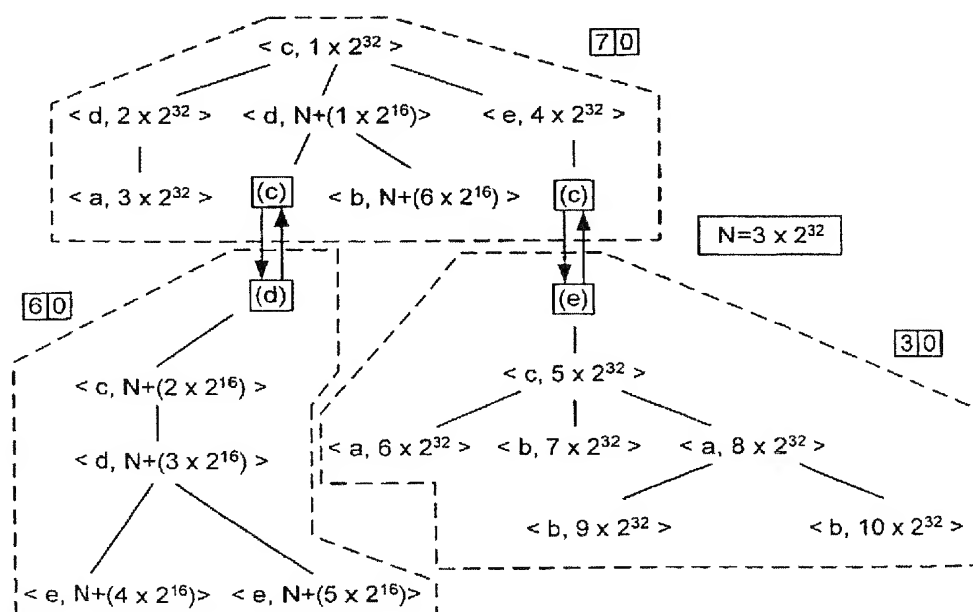 < c, 1 x 2³² >
7 0
< d, 2 x 2³² > < d, N+(1 x 2¹⁶)> < e, 4 x 2³² >
< a, 3 x 2³² > (c) < b, N+(6 x 2¹⁶) > (c)
N=3 x 2³²
6 0
(d) (e)
3 0
< c, N+(2 x 2¹⁶) > < c, 5 x 2³² >
< d, N+(3 x 2¹⁶) > < a, 6 x 2³² > < b, 7 x 2³² > < a, 8 x 2³² >
< b, 9 x 2³² > < b, 10 x 2³² >
< e, N+(4 x 2¹⁶)> < e, N+(5 x 2¹⁶)>